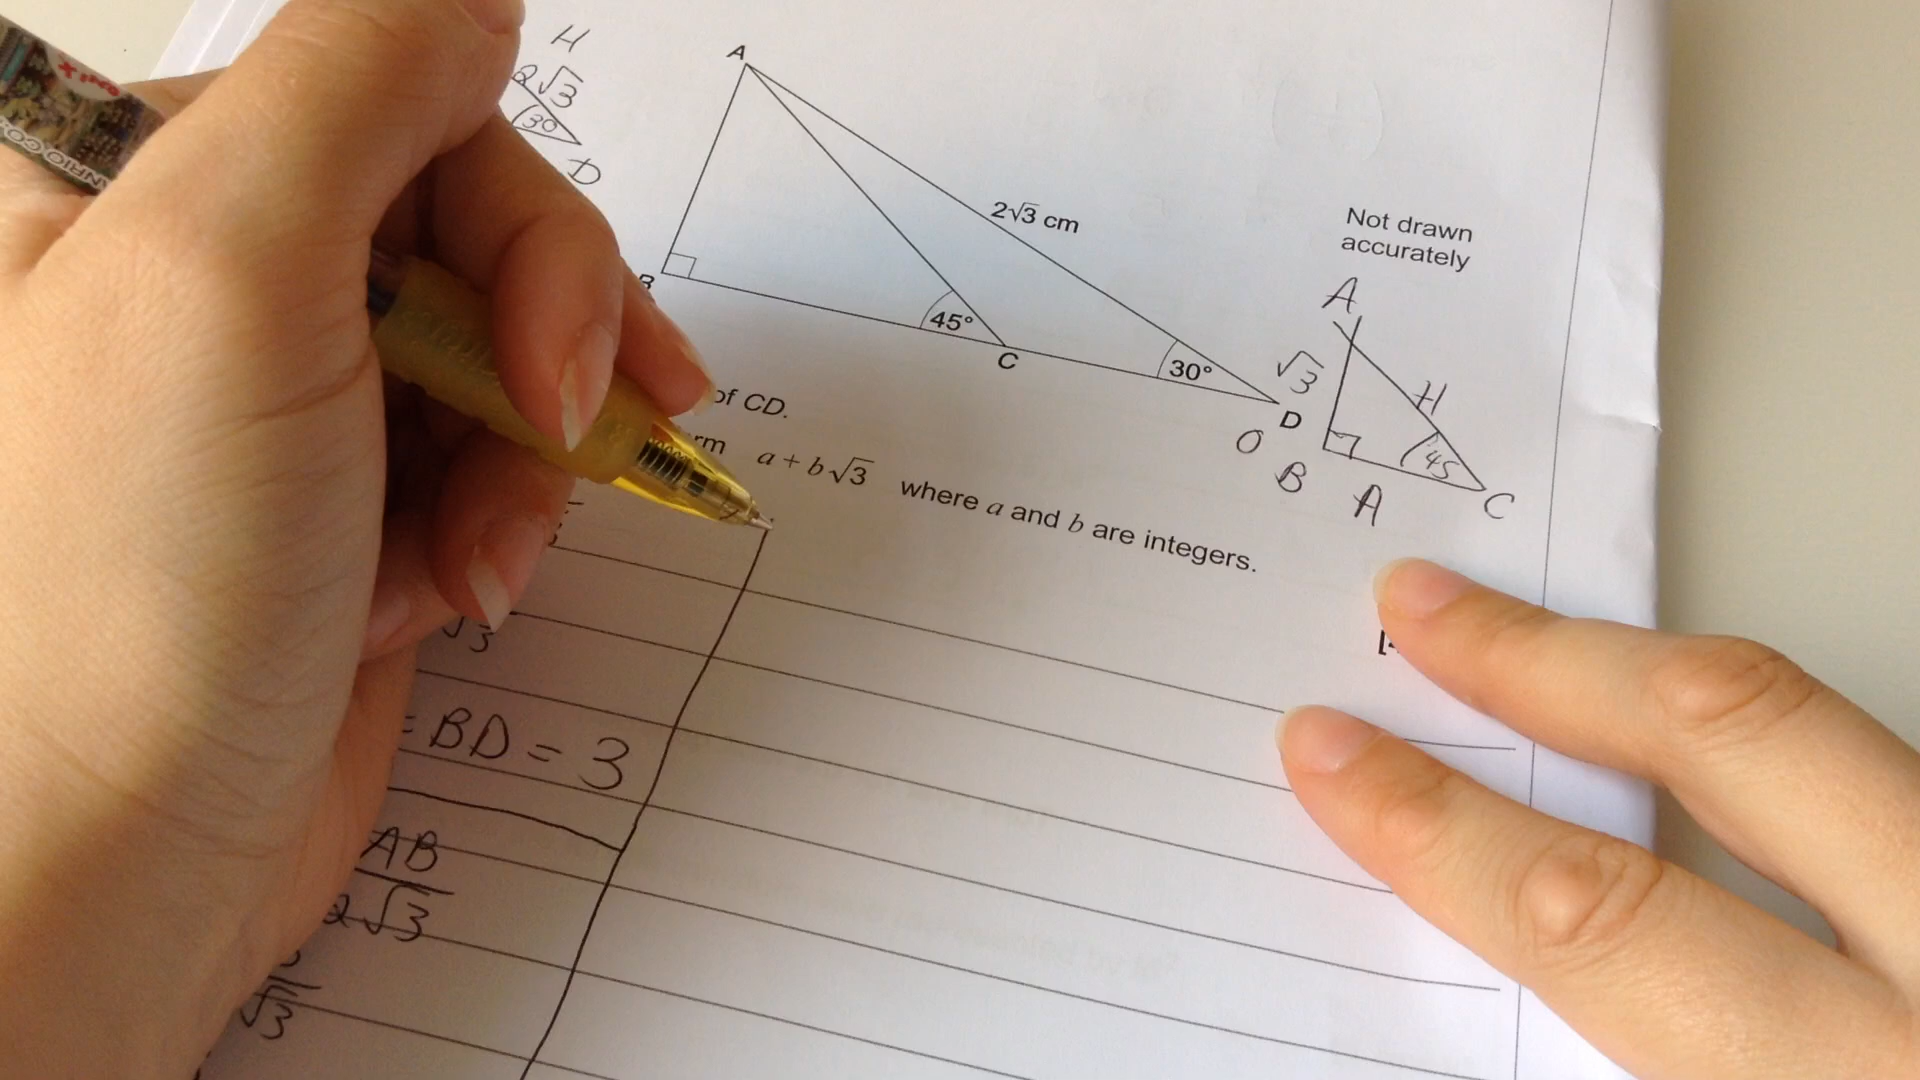 H
2√3
30
D
A
2√3 cm
Not drawn
accurately
B
45°
C
30°
D
A
√3
H
45
O
B
A
C
of CD.
a + b√3 where a and b are integers.
√3
= BD = 3
AB
2√3
√3